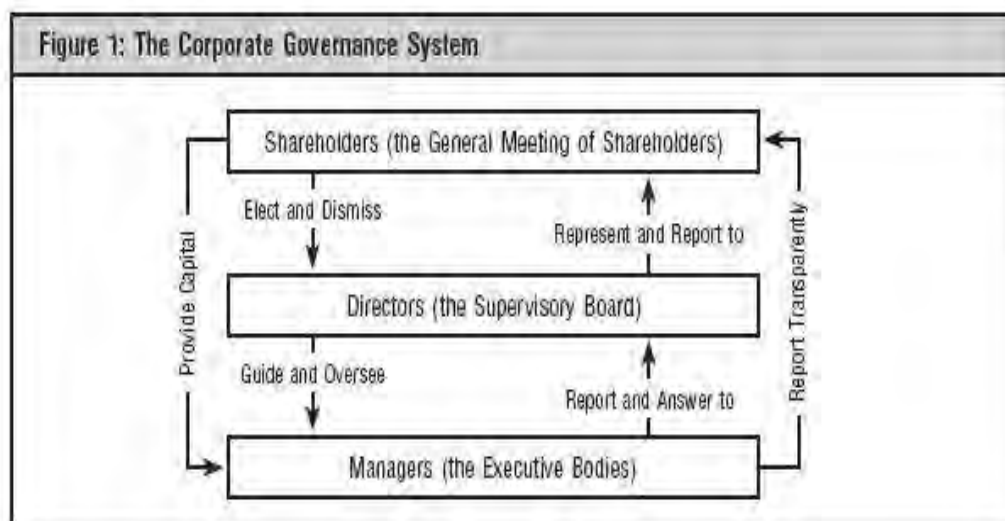 Figure 1: The Corporate Governance System
Shareholders (the General Meeting of Shareholders)
Elect and Dismiss
Represent and Report to
Provide Capital
Report Transparently
Directors (the Supervisory Board)
Guide and Oversee
Report and Answer to
Managers (the Executive Bodies)